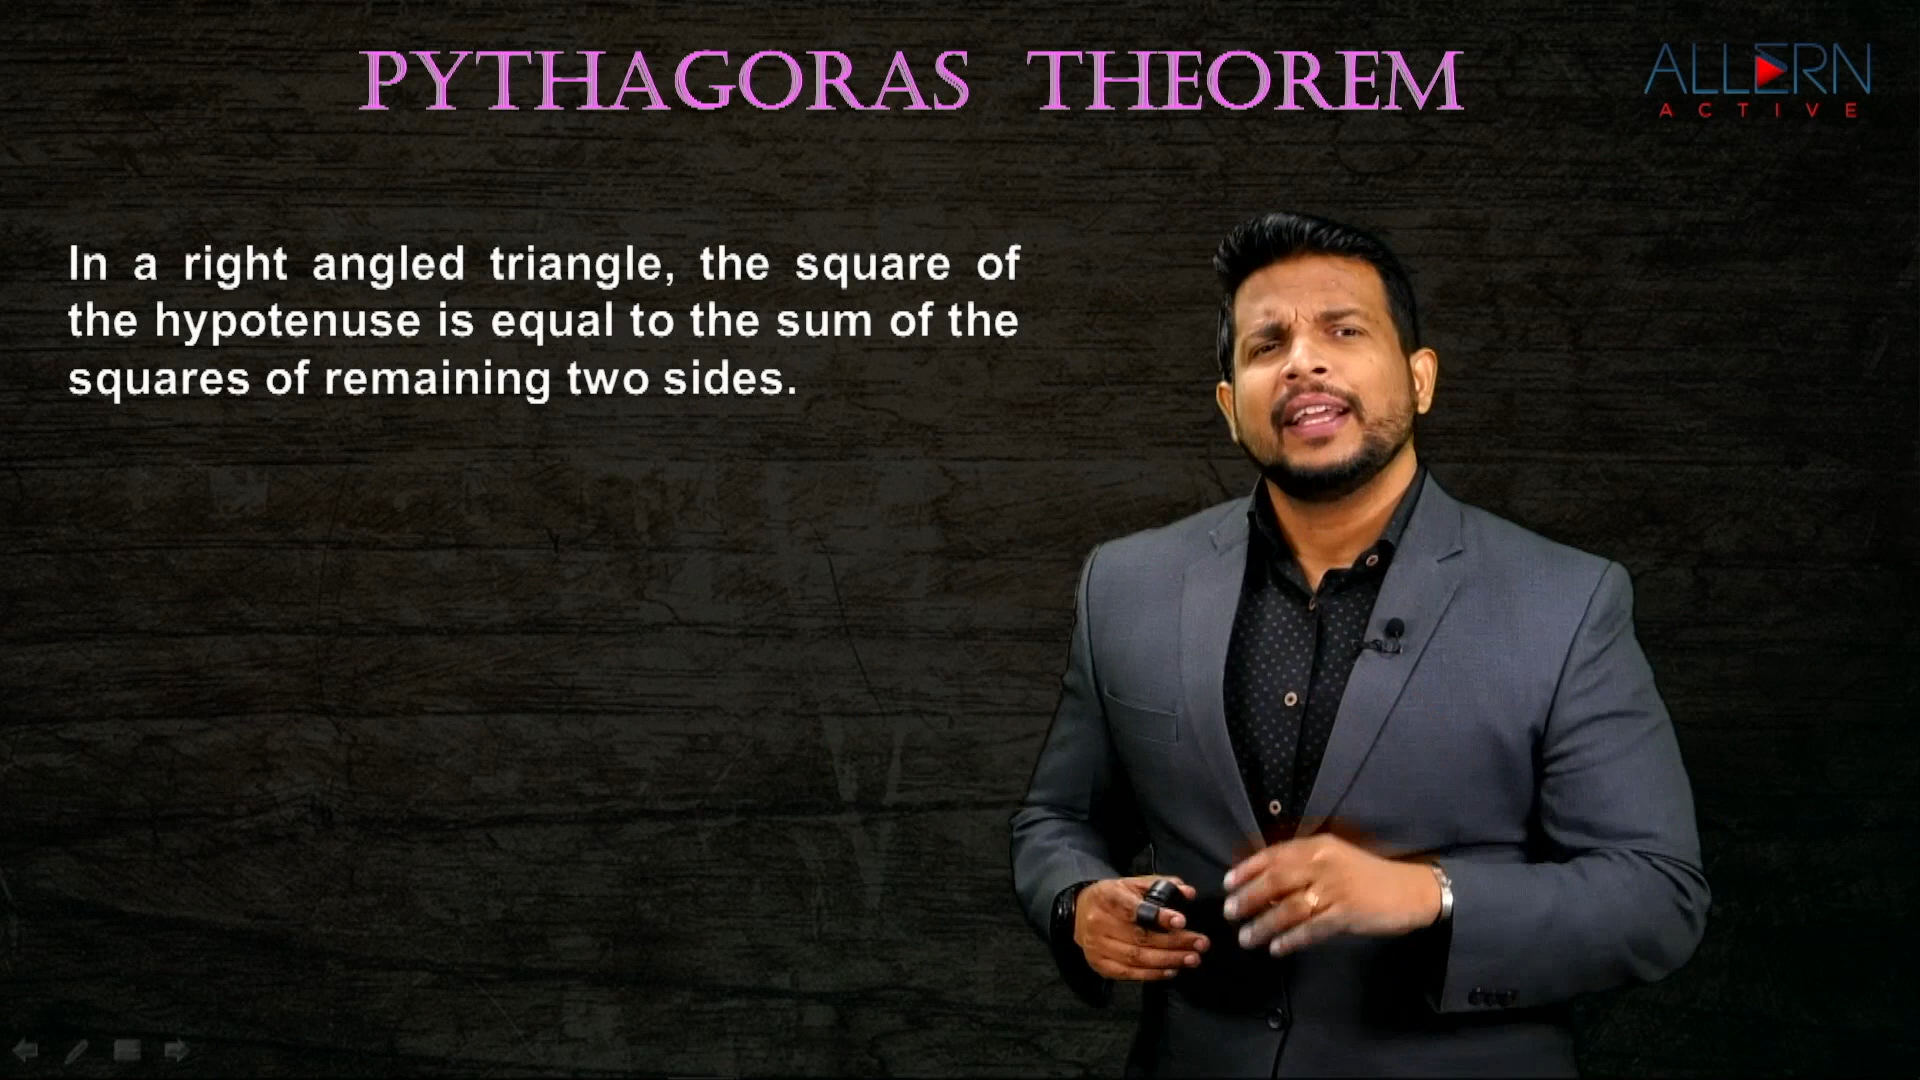 PYTHAGORAS THEOREM
ALLERN
ACTIVE
In a right angled triangle, the square of
the hypotenuse is equal to the sum of the
squares of remaining two sides.